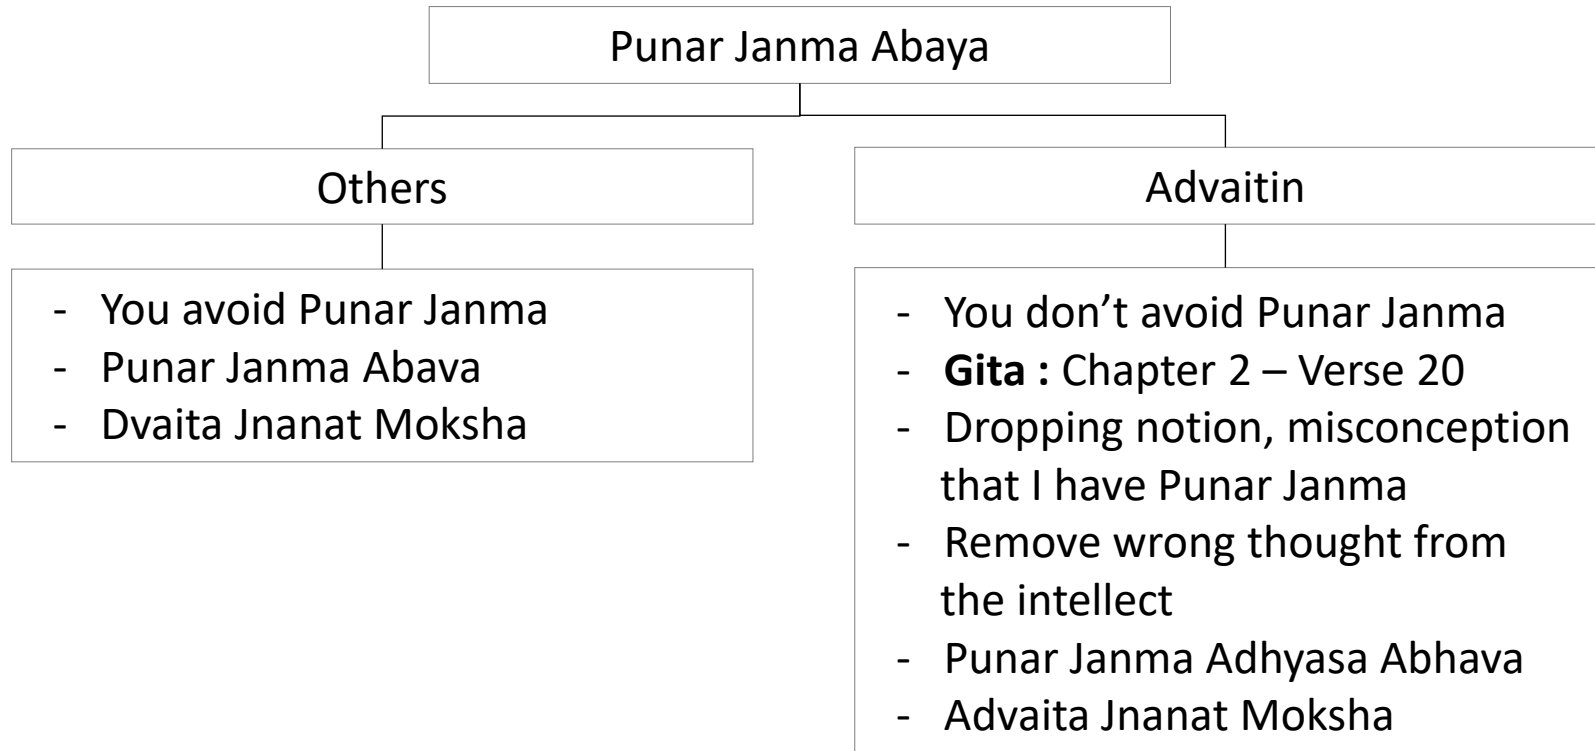 Punar Janma Abaya
Others
- You avoid Punar Janma
- Punar Janma Abava
- Dvaita Jnanat Moksha
Advaitin
- You don’t avoid Punar Janma
- Gita : Chapter 2 – Verse 20
- Dropping notion, misconception
that I have Punar Janma
- Remove wrong thought from
the intellect
- Punar Janma Adhyasa Abhava
- Advaita Jnanat Moksha